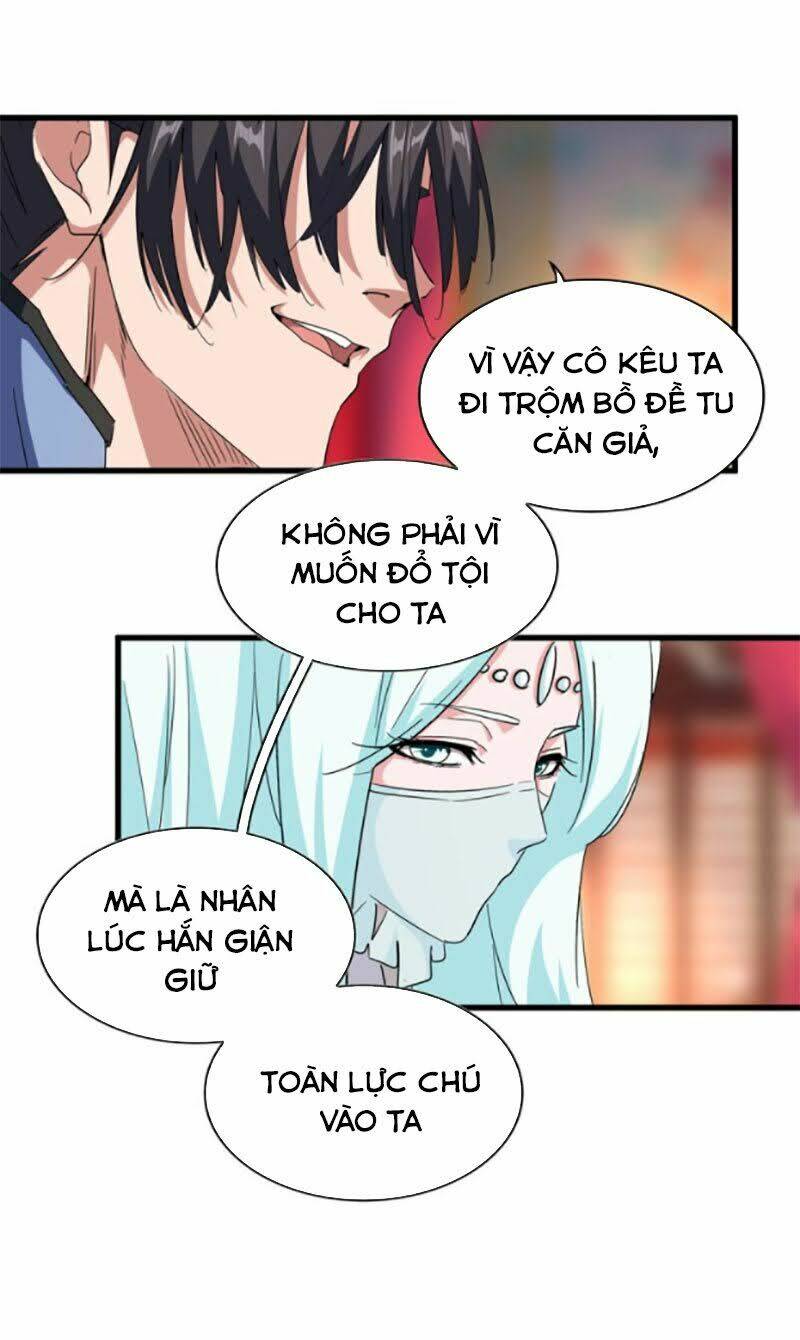 VÌ VẬY CÔ KÊU TA
ĐI TRỘM BỒ ĐỀ TU
CĂN GIẢ,
KHÔNG PHẢI VÌ
MUỐN ĐỔ TỘI
CHO TA
MÀ LÀ NHÂN
LÚC HẮN GIẬN
GIỮ
TOÀN LỰC CHÚ
VÀO TA